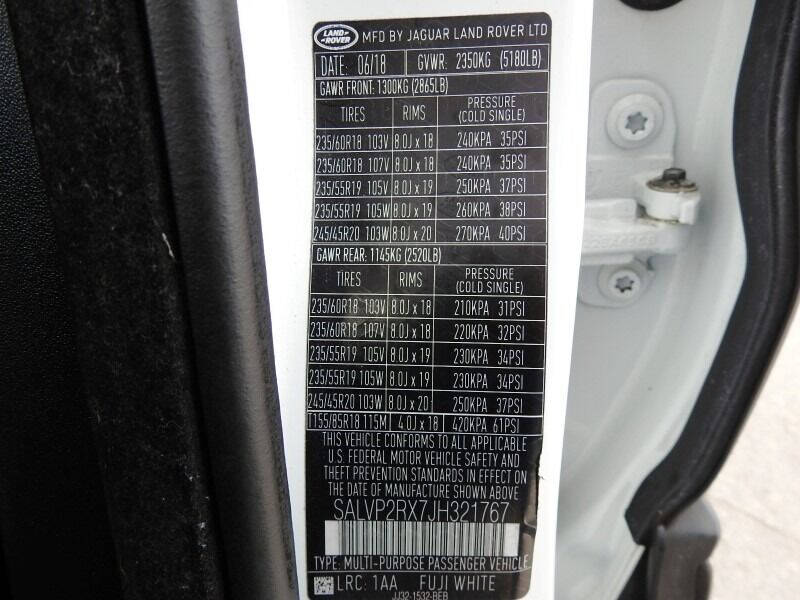 LAND ROVER MFD BY JAGUAR LAND ROVER LTD
DATE: 06/18 GVWR: 2350KG (5180LB)
GAWR FRONT: 1300KG (2865LB)
TIRES RIMS PRESSURE (COLD SINGLE)
235/60R18 103V 8.0J x 18 240KPA 35PSI
235/60R18 107V 8.0J x 18 240KPA 35PSI
235/55R19 105V 8.0J x 19 250KPA 37PSI
235/55R19 105W 8.0J x 19 260KPA 38PSI
245/45R20 103W 8.0J x 20 270KPA 40PSI
GAWR REAR: 1145KG (2520LB)
TIRES RIMS PRESSURE (COLD SINGLE)
235/60R18 103V 8.0J x 18 210KPA 31PSI
235/60R18 107V 8.0J x 18 220KPA 32PSI
235/55R19 105V 8.0J x 19 230KPA 34PSI
235/55R19 105W 8.0J x 19 230KPA 34PSI
245/45R20 103W 8.0J x 20 250KPA 37PSI
T155/85R18 115M 4.0J x 18 420KPA 61PSI
THIS VEHICLE CONFORMS TO ALL APPLICABLE
U.S. FEDERAL MOTOR VEHICLE SAFETY AND
THEFT PREVENTION STANDARDS IN EFFECT ON
THE DATE OF MANUFACTURE SHOWN ABOVE
SALVP2RX7JH321767
TYPE: MULTI-PURPOSE PASSENGER VEHICLE
LRC: 1AA FUJI WHITE
JJ32-1532-BEB